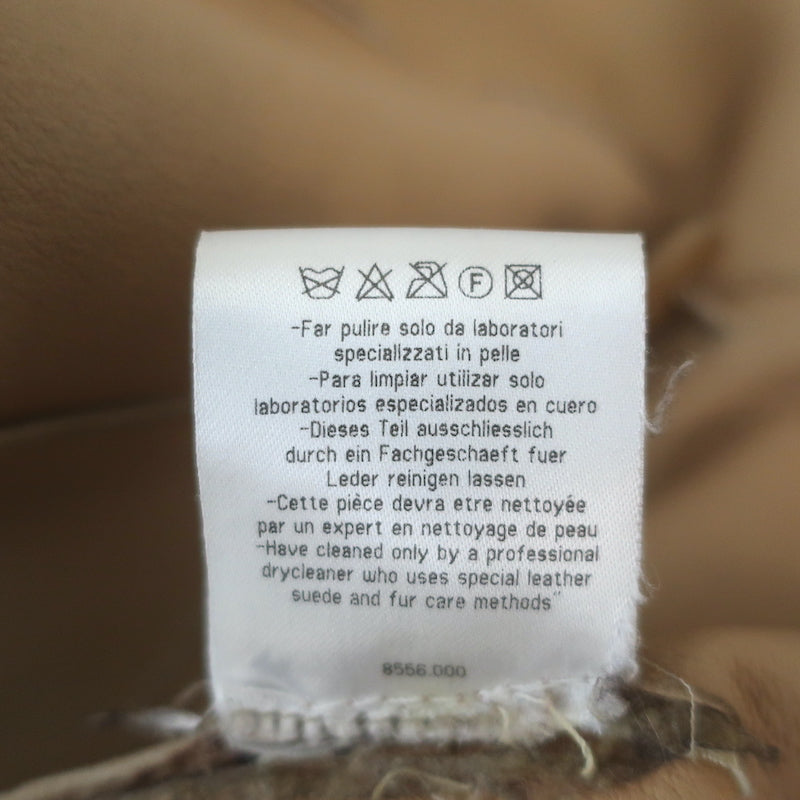 F
-Far pulire solo da laboratori
specializzati in pelle
-Para limpiar utilizar solo
laboratorios especializados en cuero
-Dieses Teil ausschliesslich
durch ein Fachgeschaeft fuer
Leder reinigen lassen
-Cette pièce devra etre nettoyée
par un expert en nettoyage de peau
-Have cleaned only by a professional
drycleaner who uses special leather
suede and fur care methods"
8556.000